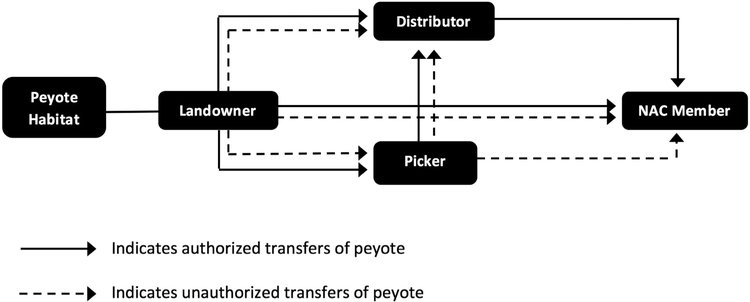 Distributor
Peyote
Habitat
Landowner
NAC Member
Picker
Indicates authorized transfers of peyote
Indicates unauthorized transfers of peyote